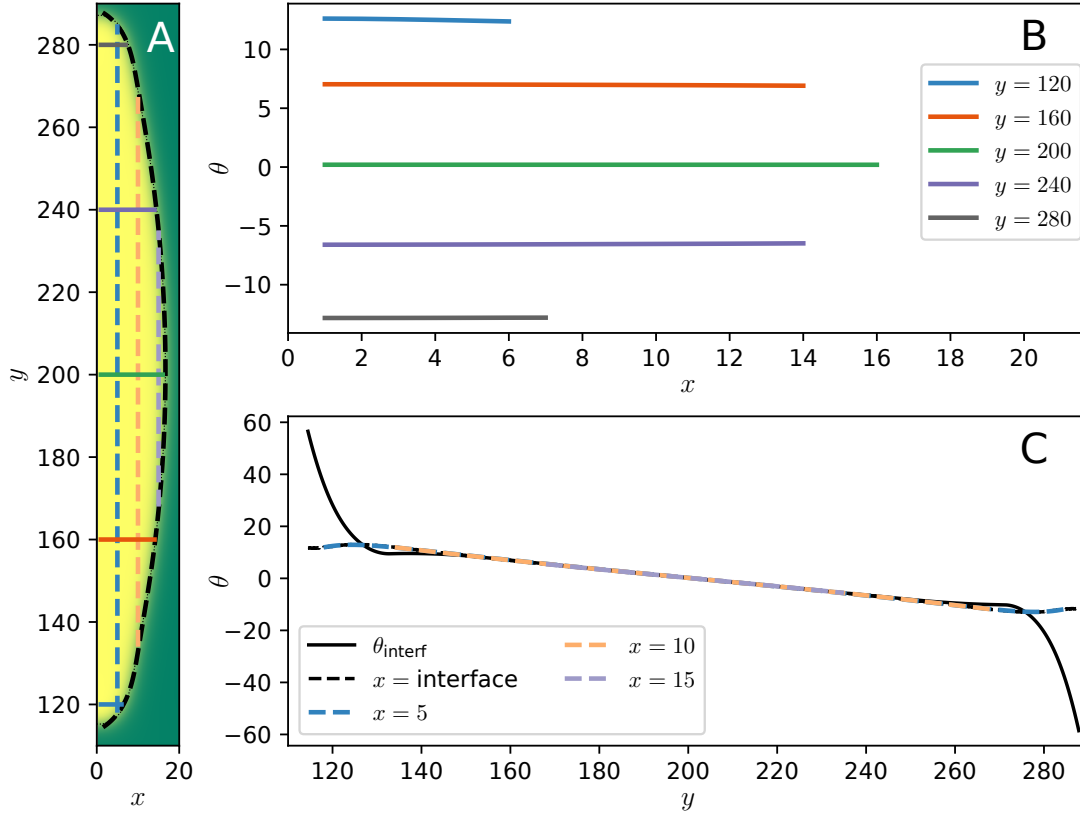 A
280
260
240
220
200
180
160
140
120
y
0
20
x
B
10
5
0
−5
−10
θ
y = 120
y = 160
y = 200
y = 240
y = 280
0 2 4 6 8 10 12 14 16 18 20
x
C
60
40
20
0
−20
−40
−60
θ
θinterf
x = interface
x = 5
x = 10
x = 15
120 140 160 180 200 220 240 260 280
y